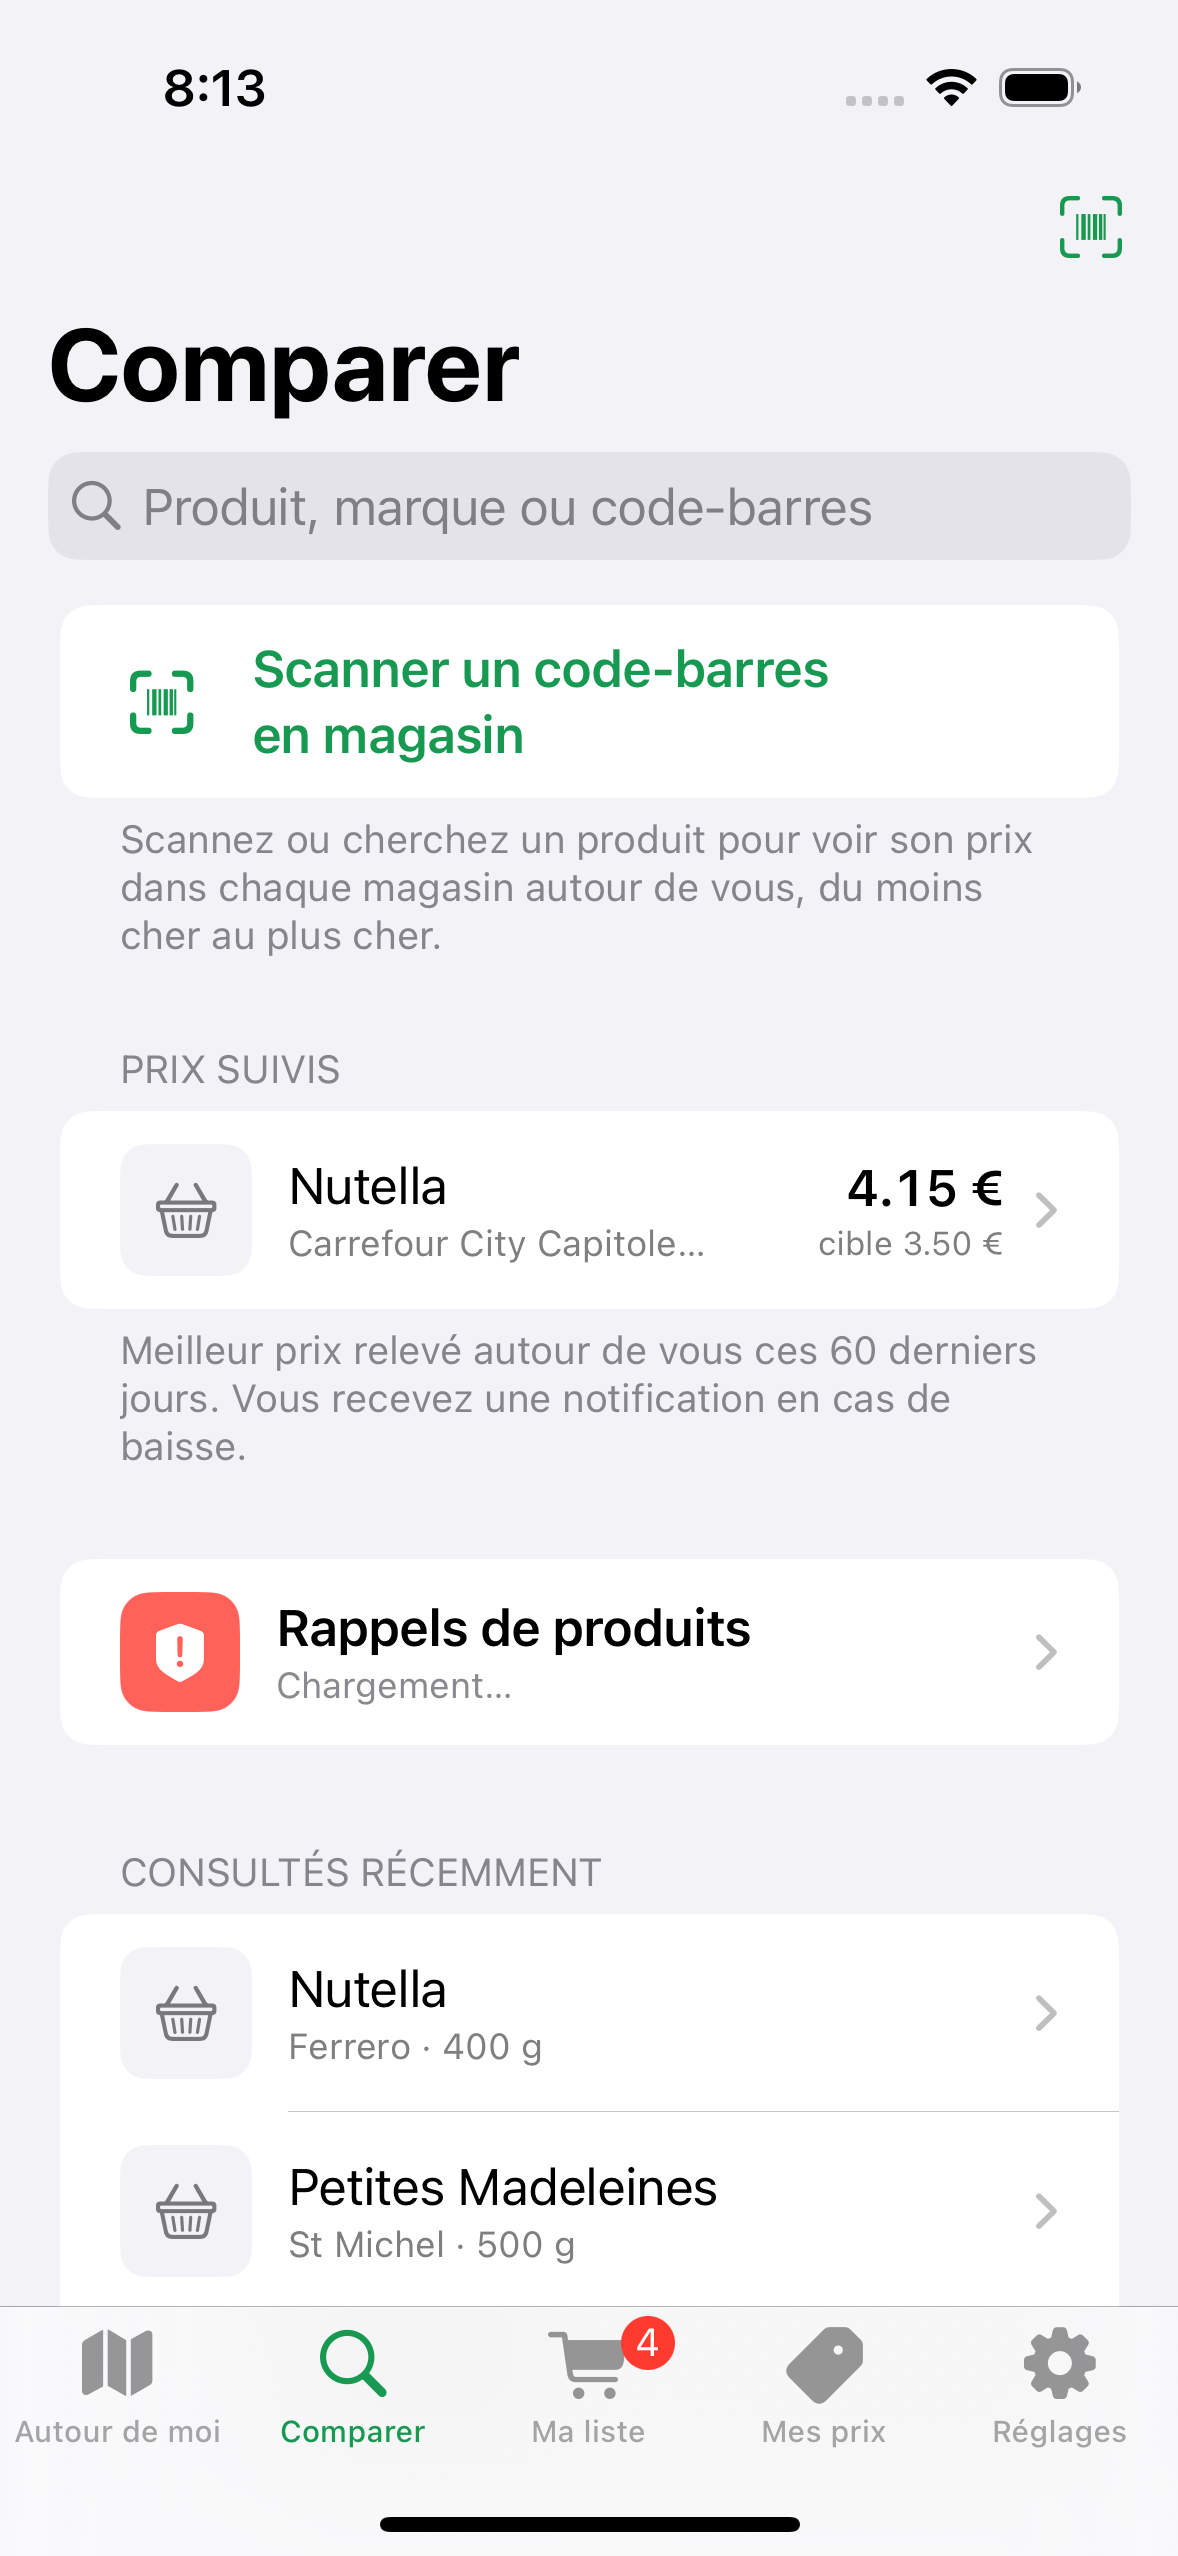 8:13
Comparer
Produit, marque ou code-barres
Scanner un code-barres
en magasin
Scannez ou cherchez un produit pour voir son prix
dans chaque magasin autour de vous, du moins
cher au plus cher.
PRIX SUIVIS
Nutella
4.15 €
Carrefour City Capitole...
cible 3.50 €
Meilleur prix relevé autour de vous ces 60 derniers
jours. Vous recevez une notification en cas de
baisse.
Rappels de produits
Chargement...
CONSULTÉS RÉCEMMENT
Nutella
Ferrero · 400 g
Petites Madeleines
St Michel · 500 g
4
Autour de moi
Comparer
Ma liste
Mes prix
Réglages